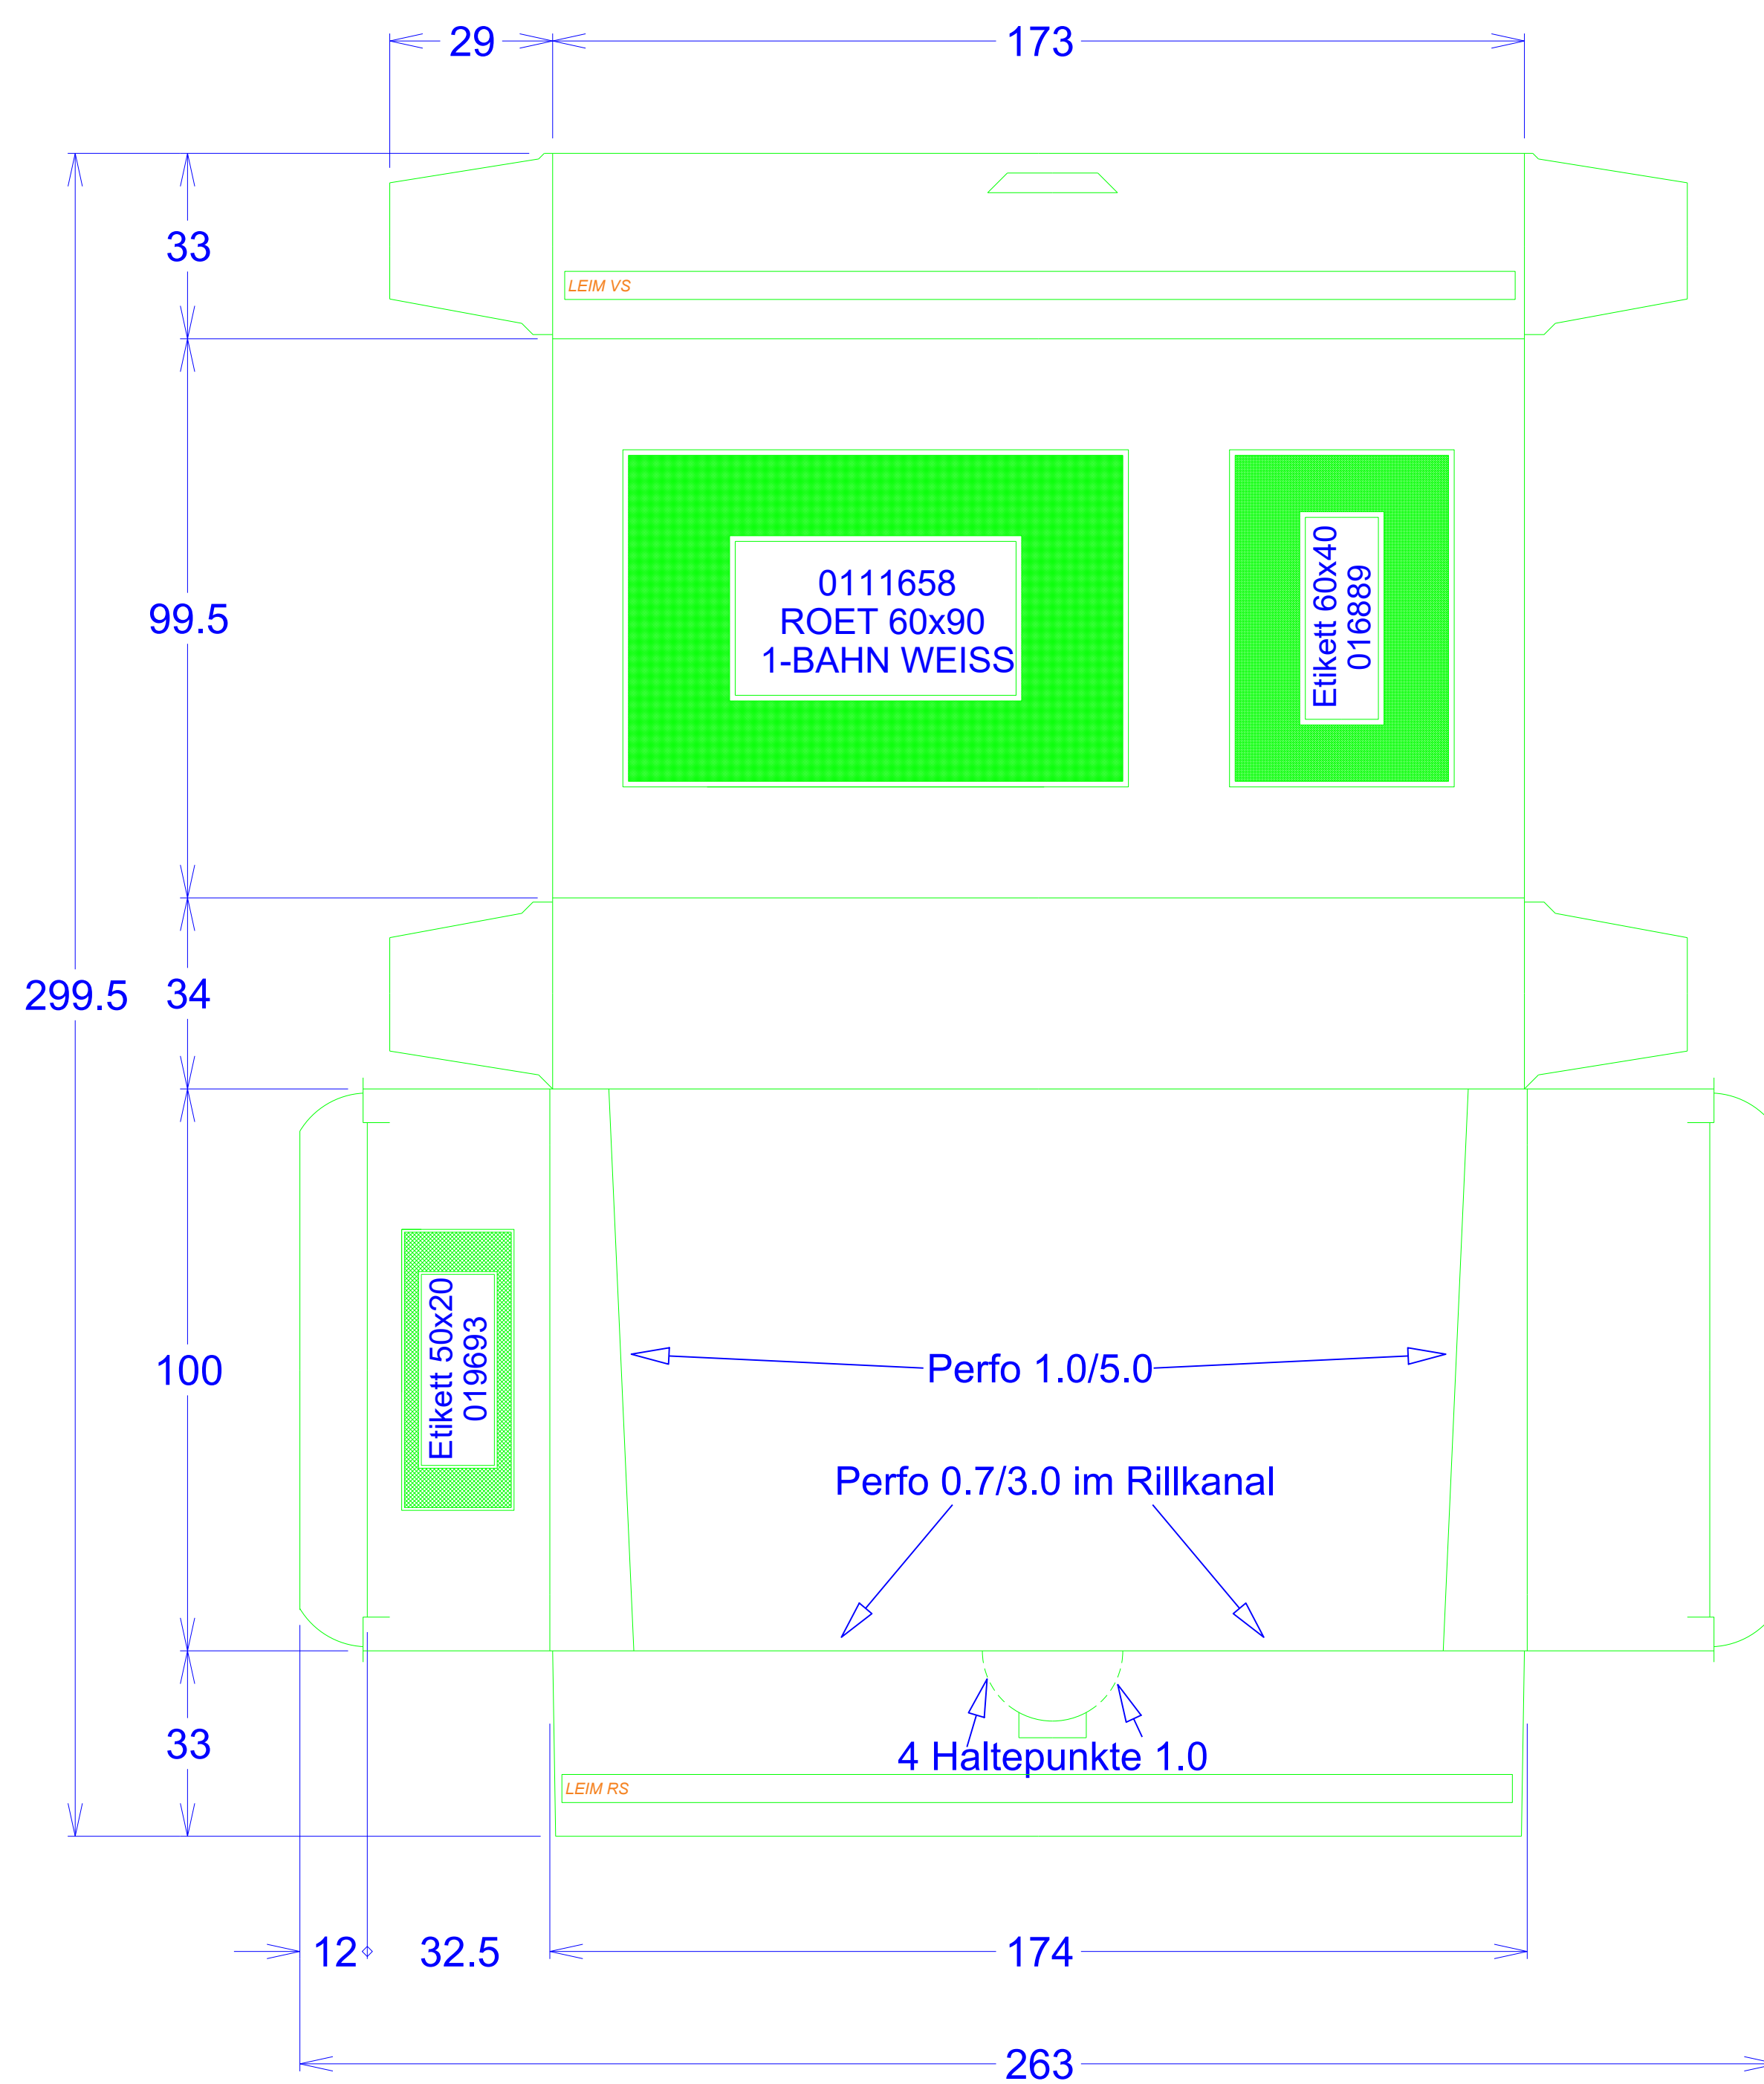 29
173
33
LEIM VS
99.5
0111658
ROET 60x90
1-BAHN WEISS
Etikett 60x40
016889
299.5
34
100
Etikett 50x20
019693
Perfo 1.0/5.0
Perfo 0.7/3.0 im Rillkanal
33
4 Haltepunkte 1.0
LEIM RS
12
32.5
174
263